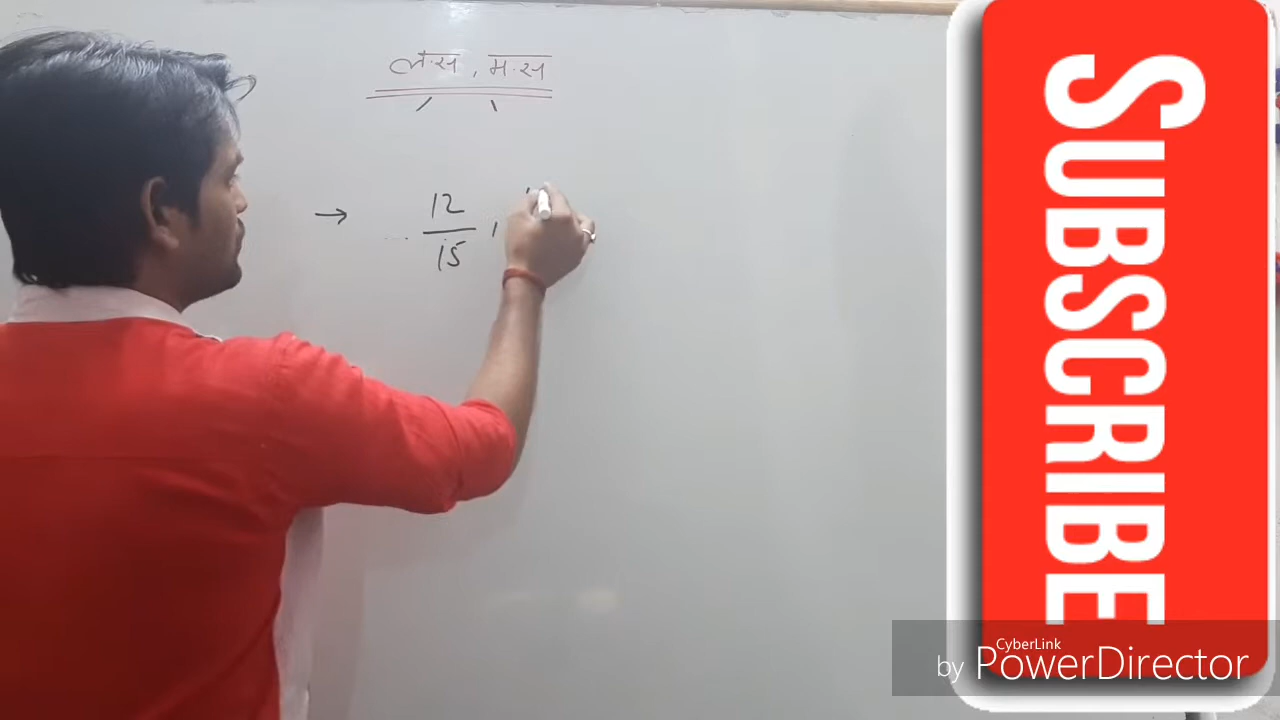 ल॰स , म॰स
→ 12/15 ,
SUBSCRIBE
CyberLink
by PowerDirector